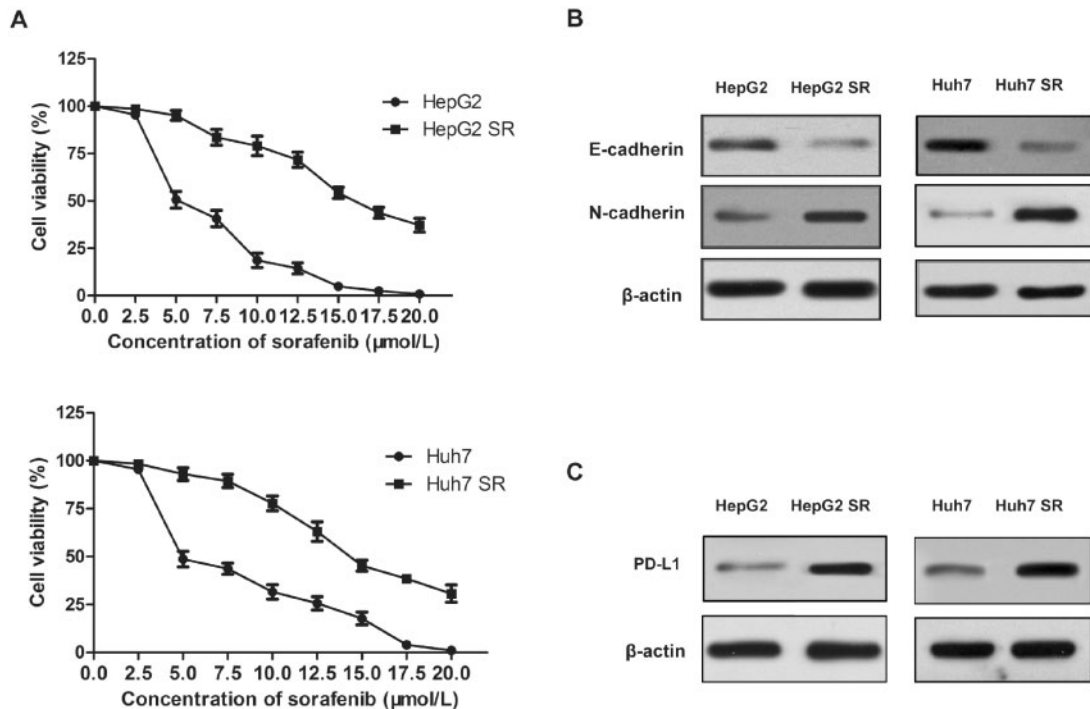 A
125
100
75
50
25
0
Cell viability (%)
HepG2
HepG2 SR
0.0 2.5 5.0 7.5 10.0 12.5 15.0 17.5 20.0
Concentration of sorafenib (µmol/L)
125
100
75
50
25
0
Cell viability (%)
Huh7
Huh7 SR
0.0 2.5 5.0 7.5 10.0 12.5 15.0 17.5 20.0
Concentration of sorafenib (µmol/L)
B
HepG2 HepG2 SR Huh7 Huh7 SR
E-cadherin
N-cadherin
β-actin
C
HepG2 HepG2 SR Huh7 Huh7 SR
PD-L1
β-actin